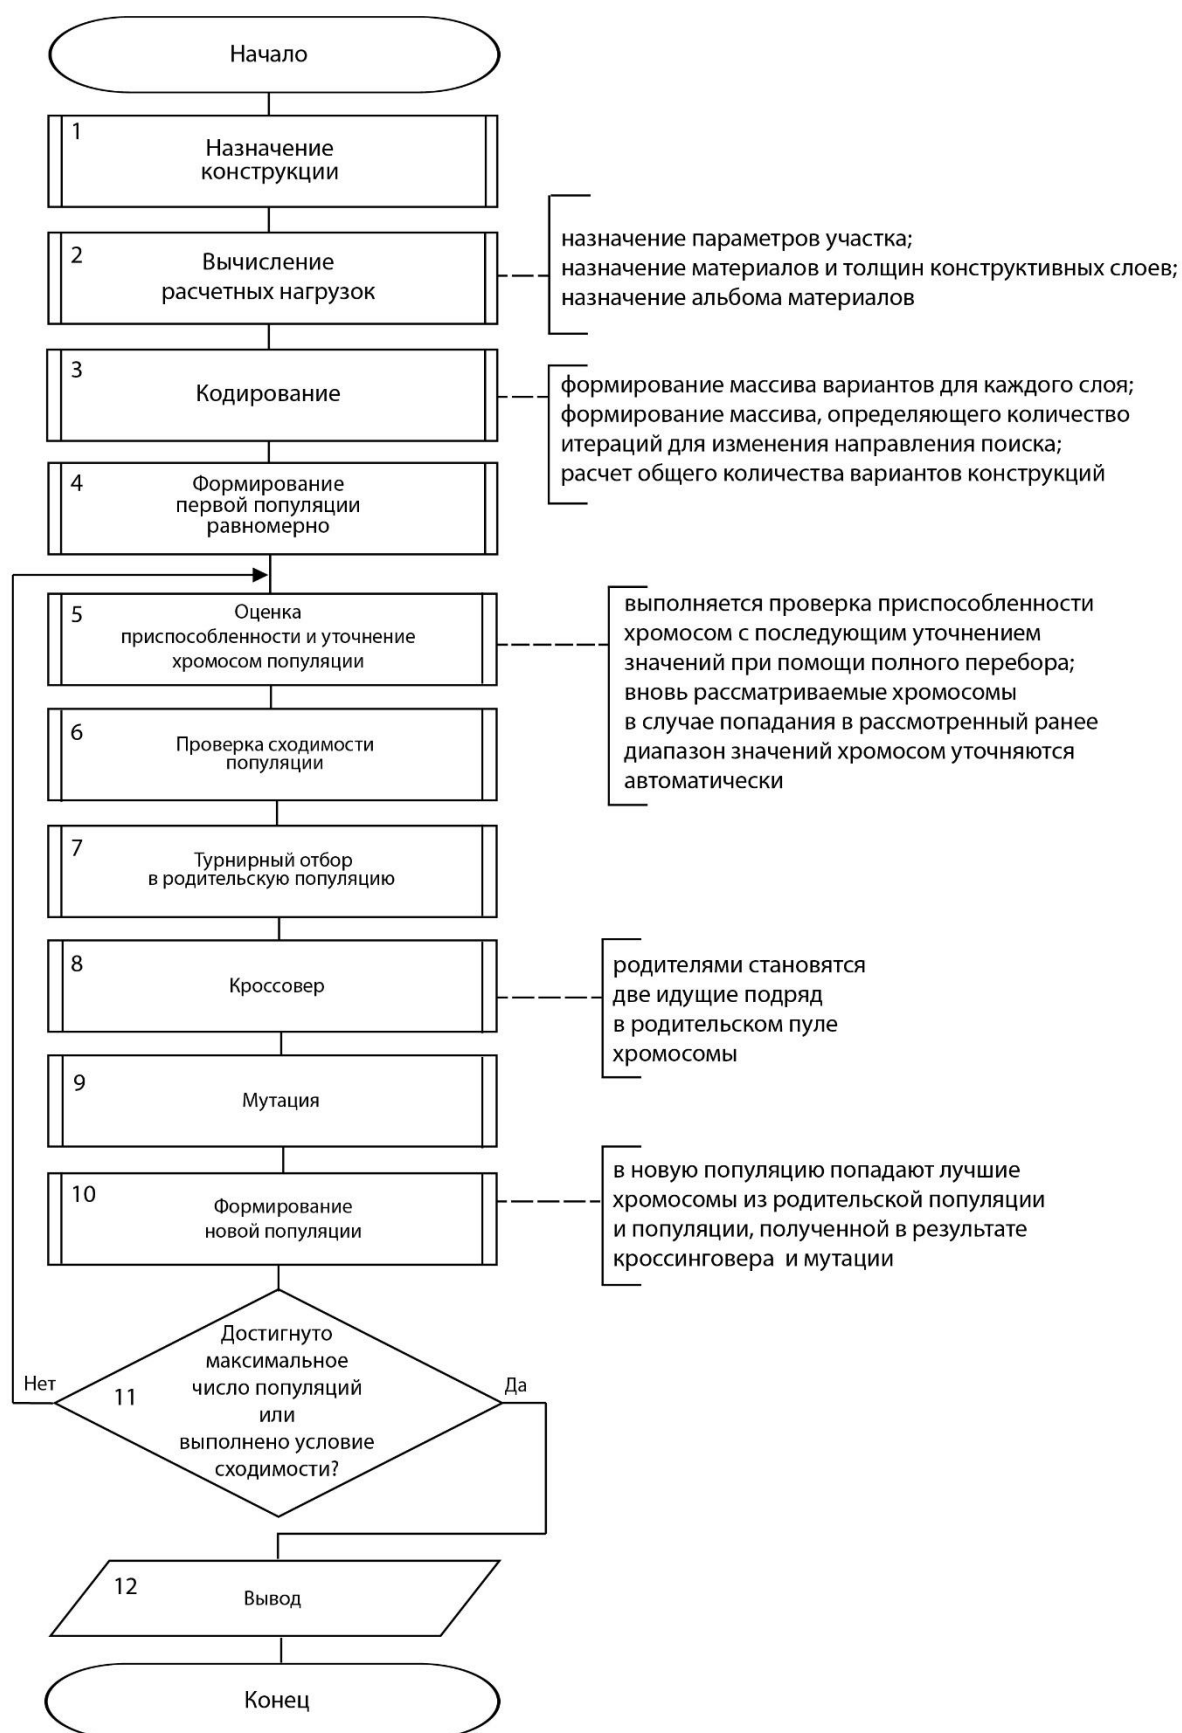 Начало
1
Назначение
конструкции
2
Вычисление
расчетных нагрузок
назначение параметров участка;
назначение материалов и толщин конструктивных слоев;
назначение альбома материалов
3
Кодирование
формирование массива вариантов для каждого слоя;
формирование массива, определяющего количество
итераций для изменения направления поиска;
расчет общего количества вариантов конструкций
4
Формирование
первой популяции
равномерно
5
Оценка
приспособленности и уточнение
хромосом популяции
выполняется проверка приспособленности
хромосом с последующим уточнением
значений при помощи полного перебора;
вновь рассматриваемые хромосомы
в случае попадания в рассмотренный ранее
диапазон значений хромосом уточняются
автоматически
6
Проверка сходимости
популяции
7
Турнирный отбор
в родительскую популяцию
8
Кроссовер
родителями становятся
две идущие подряд
в родительском пуле
хромосомы
9
Мутация
10
Формирование
новой популяции
в новую популяцию попадают лучшие
хромосомы из родительской популяции
и популяции, полученной в результате
кроссинговера и мутации
11
Достигнуто
максимальное
число популяций
или
выполнено условие
сходимости?
Нет
Да
12
Вывод
Конец